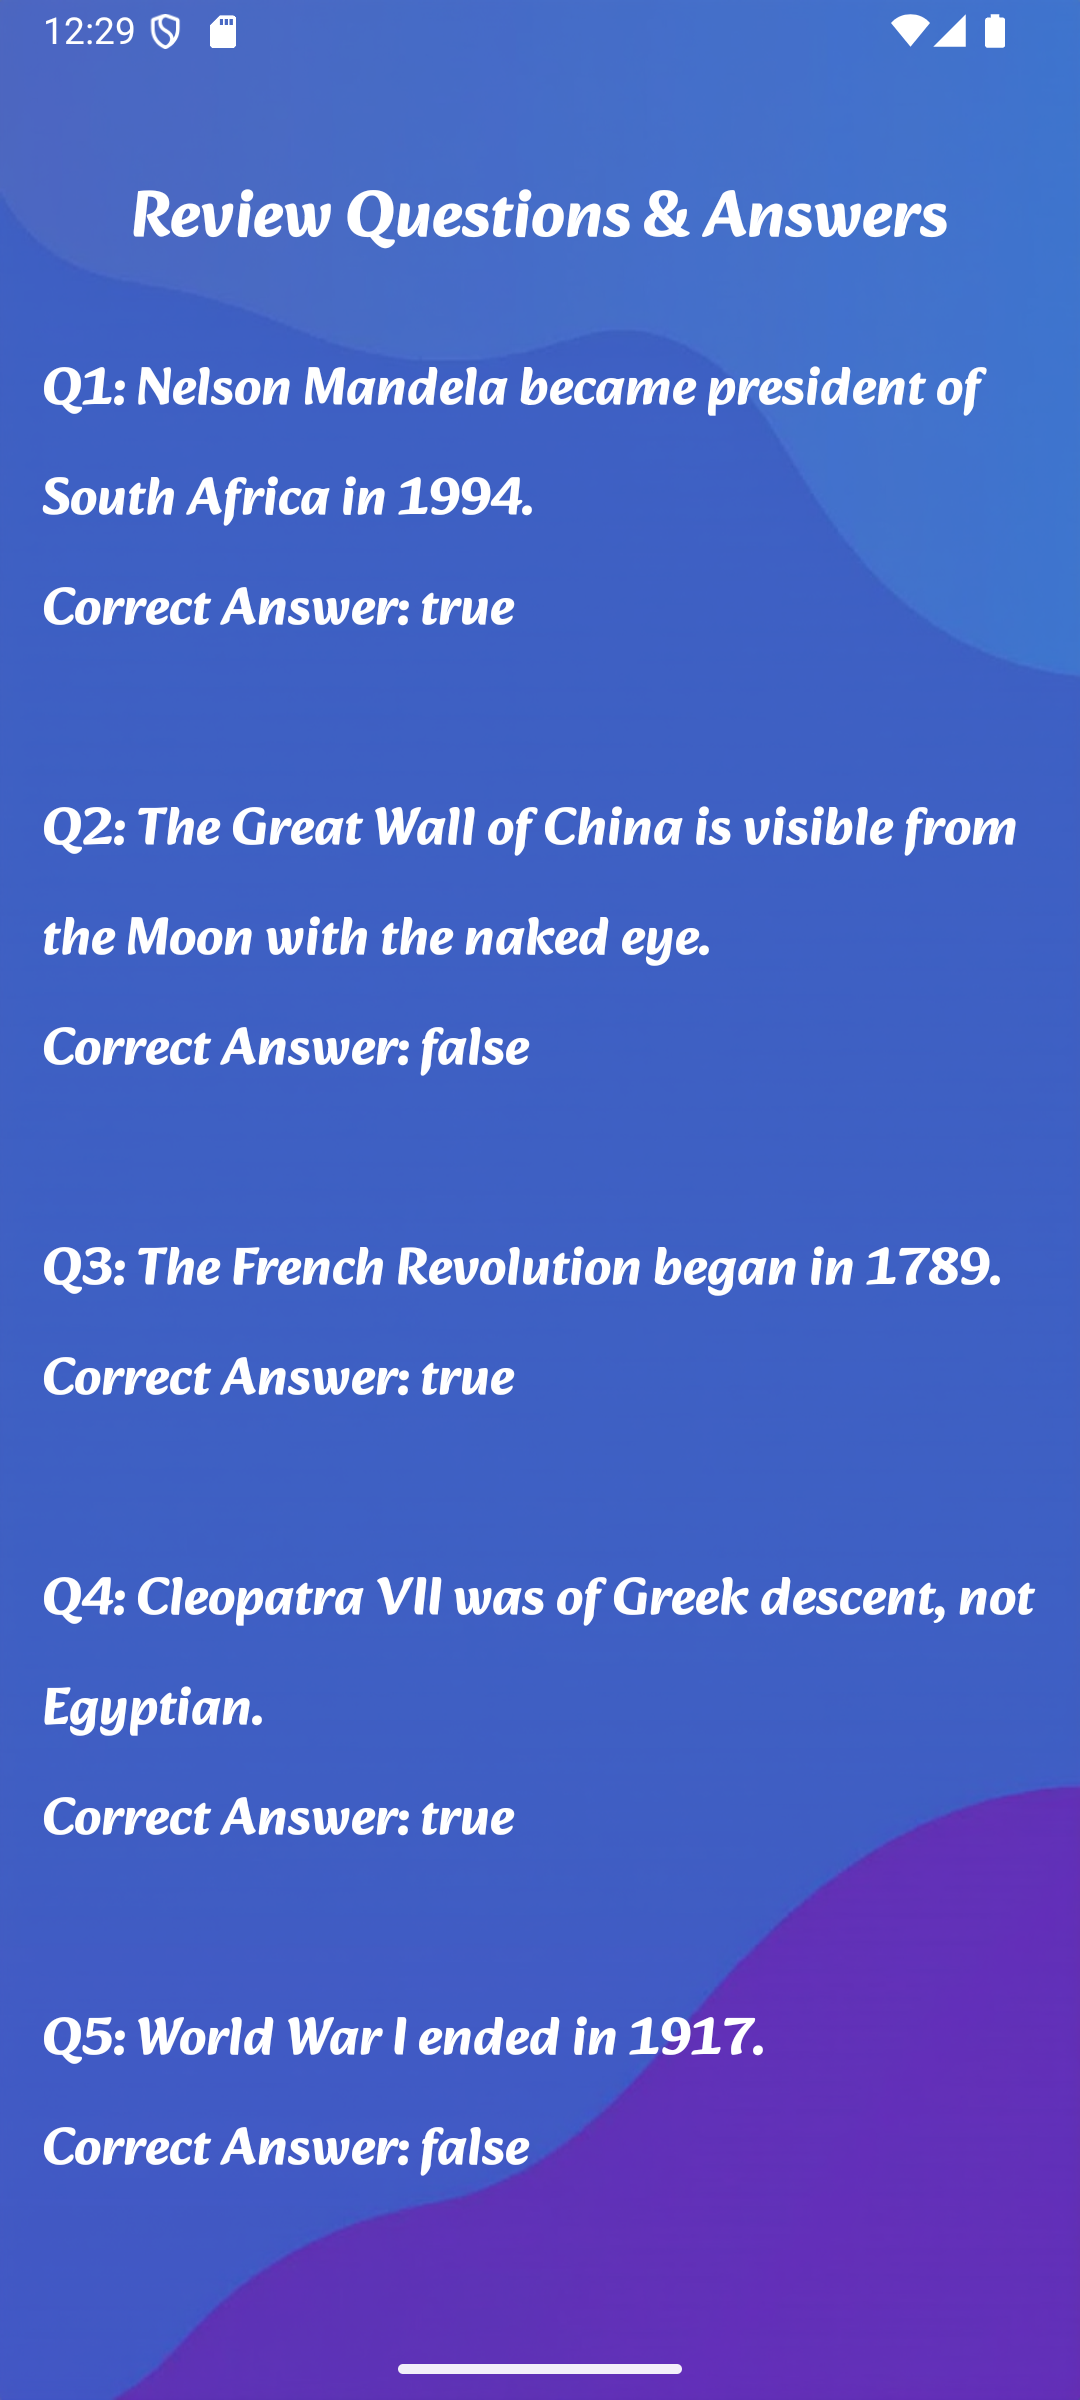 12:29
Review Questions & Answers
Q1: Nelson Mandela became president of
South Africa in 1994.
Correct Answer: true
Q2: The Great Wall of China is visible from
the Moon with the naked eye.
Correct Answer: false
Q3: The French Revolution began in 1789.
Correct Answer: true
Q4: Cleopatra VII was of Greek descent, not
Egyptian.
Correct Answer: true
Q5: World War I ended in 1917.
Correct Answer: false